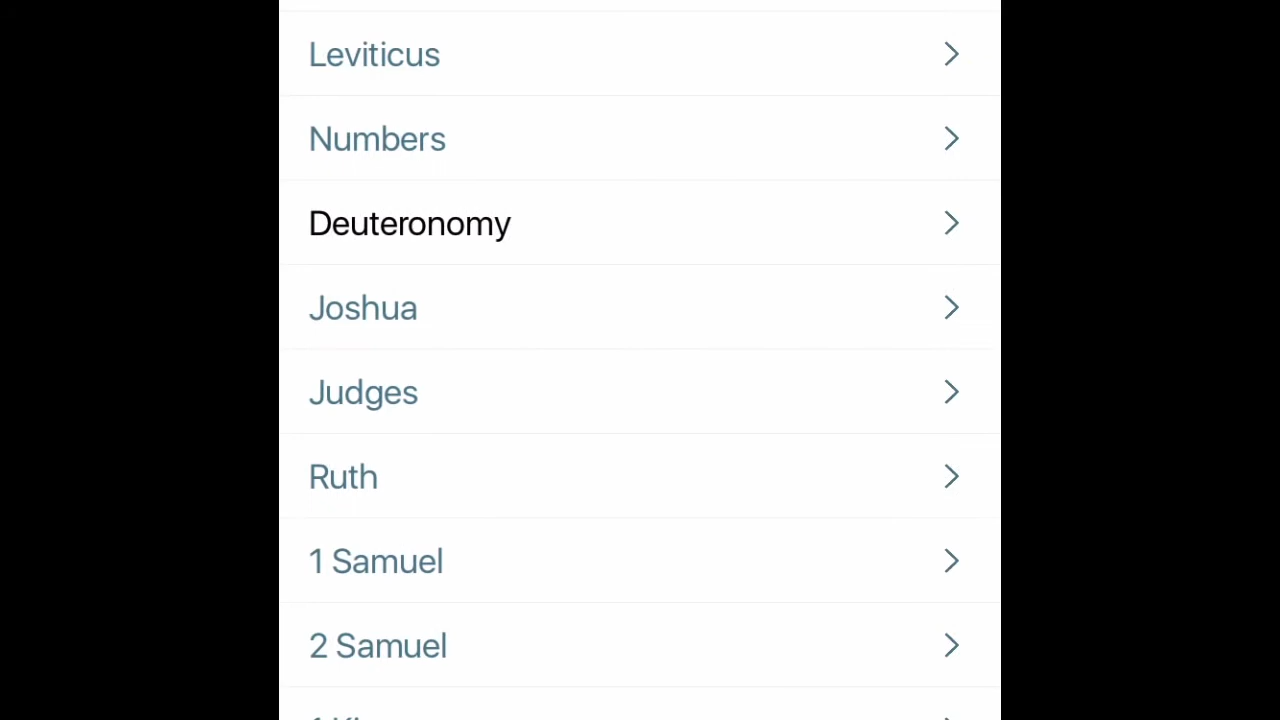 Leviticus
Numbers
Deuteronomy
Joshua
Judges
Ruth
1 Samuel
2 Samuel